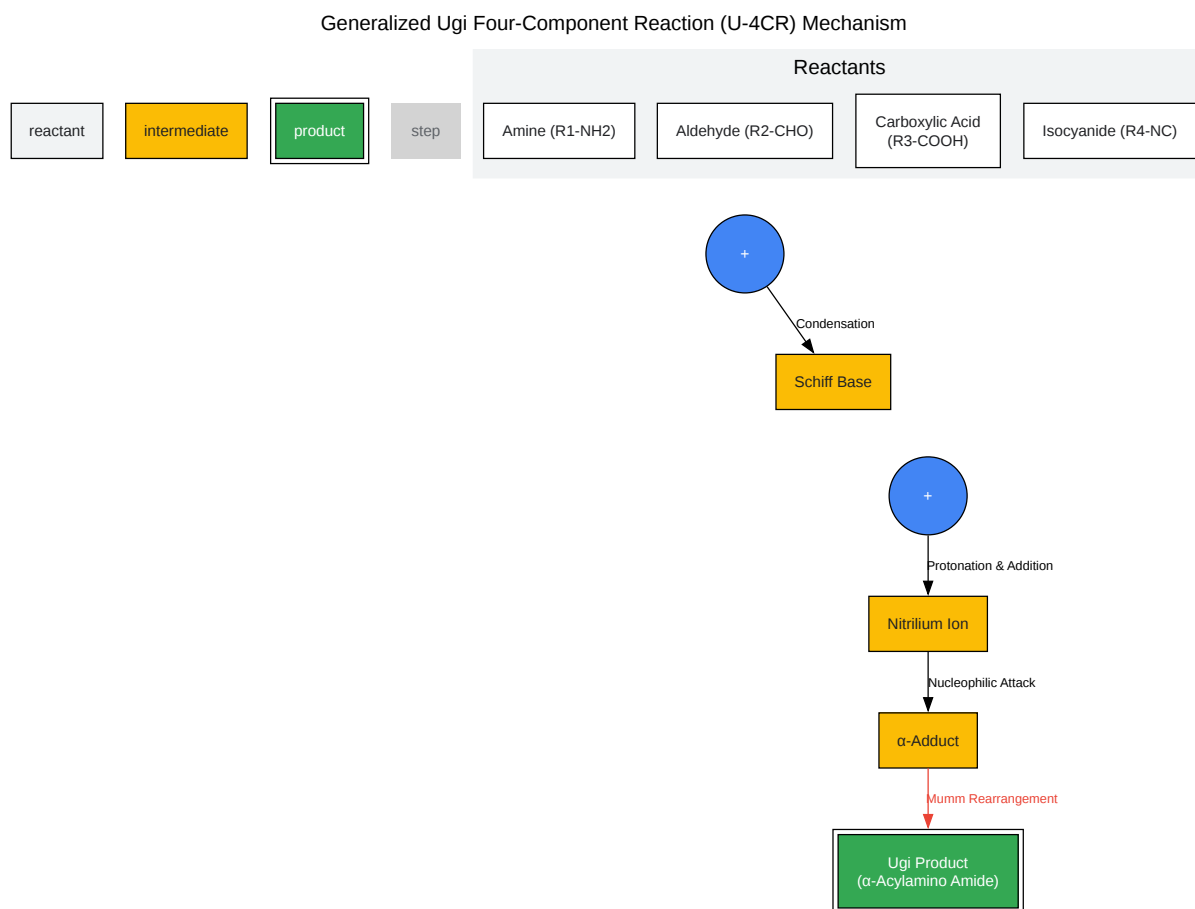 Generalized Ugi Four-Component Reaction (U-4CR) Mechanism
Reactants
reactant
intermediate
product
step
Amine (R1-NH2)
Aldehyde (R2-CHO)
Carboxylic Acid
(R3-COOH)
Isocyanide (R4-NC)
+
Condensation
Schiff Base
+
Protonation & Addition
Nitrilium Ion
Nucleophilic Attack
α-Adduct
Mumm Rearrangement
Ugi Product
(α-Acylamino Amide)